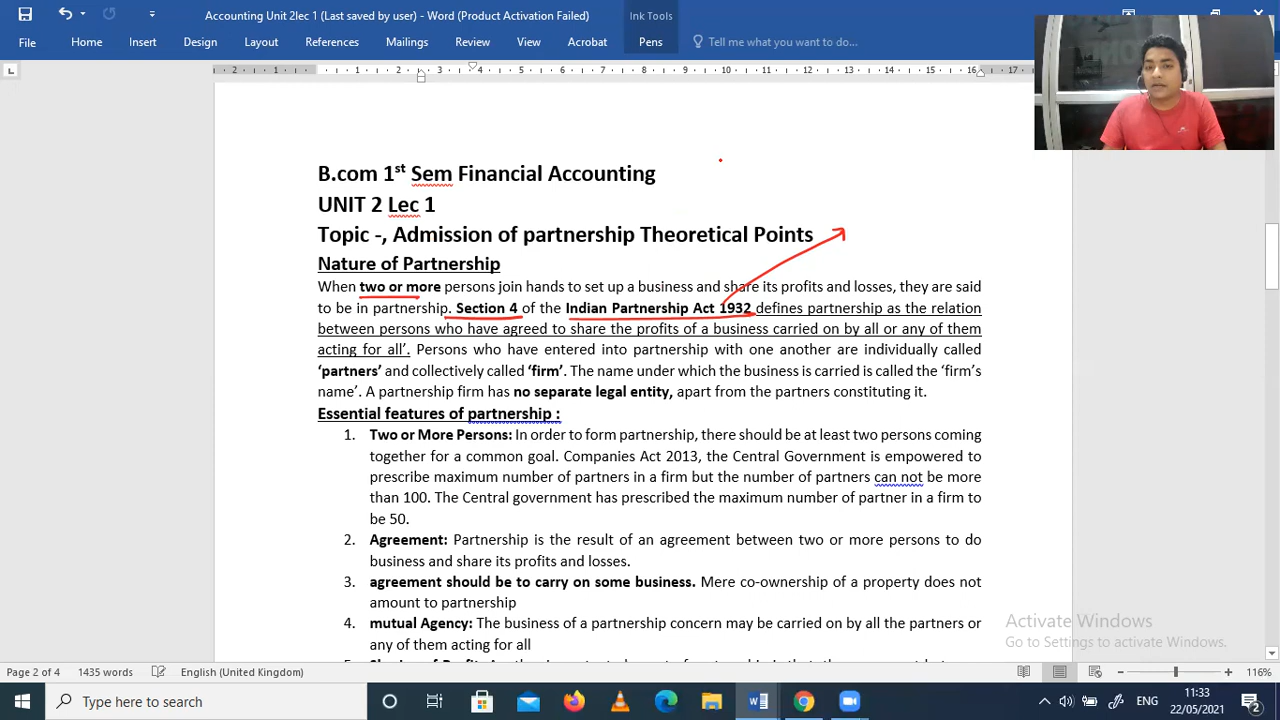 Accounting Unit 2lec 1 (Unlicensed Product) - Word
Ink Tools
File Home Insert Design Layout References Mailings Review View Zoom Acrobat Pens Tell me what you want to do...
B.com 1st Sem Financial Accounting
UNIT 2 Lec 1
Topic -, Admission of partnership Theoretical Points
Nature of Partnership
When two or more persons join hands to set up a business and share its profits and losses, they are said
to be in partnership. Section 4 of the Indian Partnership Act 1932 defines partnership as the relation
between persons who have agreed to share the profits of a business carried on by all or any of them
acting for all’. Persons who have entered into partnership with one another are individually called
‘partners’ and collectively called ‘firm’. The name under which the business is carried is called the ‘firm’s
name’. A partnership firm has no separate legal entity, apart from the partners constituting it.
Essential features of partnership :
1. Two or More Persons: In order to form partnership, there should be at least two persons coming
together for a common goal. Companies Act 2013, the Central Government is empowered to
prescribe maximum number of partners in a firm but the number of partners can not be more
than 100. The Central government has prescribed the maximum number of partner in a firm to
be 50.
2. Agreement: Partnership is the result of an agreement between two or more persons to do
business and share its profits and losses.
3. agreement should be to carry on some business. Mere co-ownership of a property does not
amount to partnership
4. mutual Agency: The business of a partnership concern may be carried on by all the partners or
any of them acting for all
Activate Windows
Go to Settings to activate Windows.
Page 2 of 4 1435 words English (United Kingdom) 116%
Type here to search
ENG
11:33
22/05/2021
2